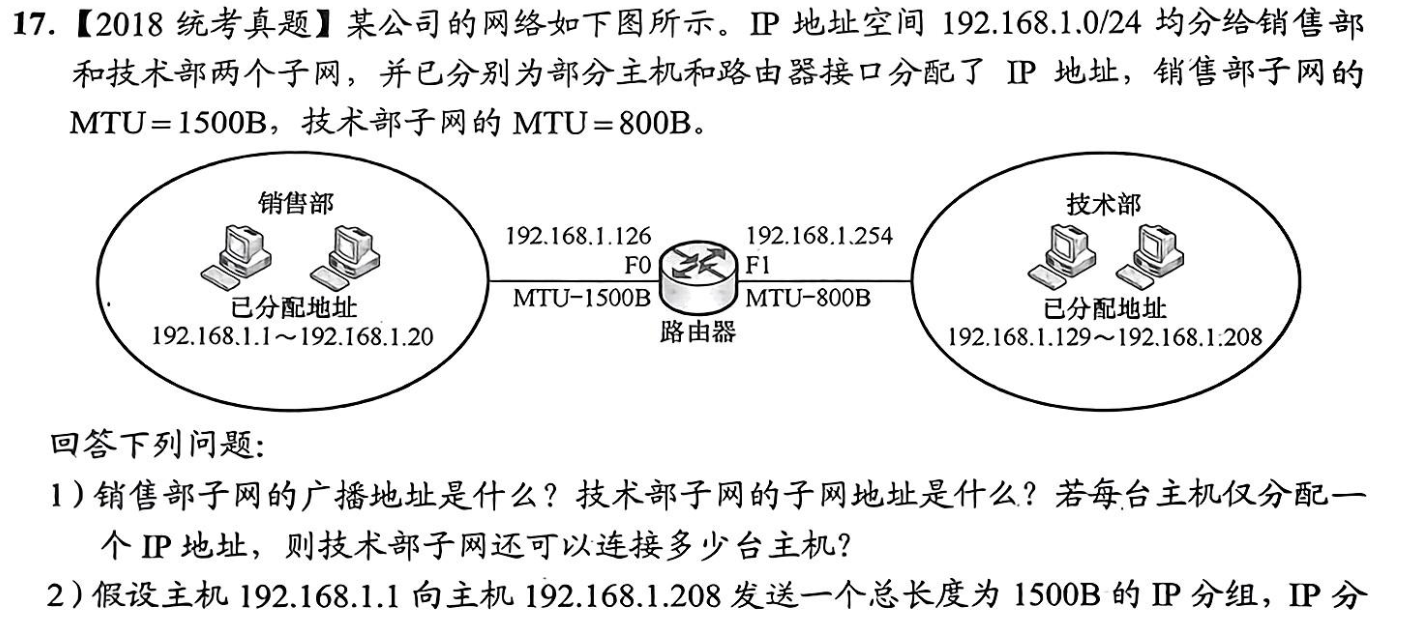 17.【2018 统考真题】某公司的网络如下图所示。IP 地址空间 192.168.1.0/24 均分给销售部
和技术部两个子网，并已分别为部分主机和路由器接口分配了 IP 地址，销售部子网的
MTU=1500B，技术部子网的 MTU=800B。
销售部
已分配地址
192.168.1.1～192.168.1.20
192.168.1.126
F0
MTU-1500B
路由器
192.168.1.254
F1
MTU-800B
技术部
已分配地址
192.168.1.129～192.168.1.208
回答下列问题：
1）销售部子网的广播地址是什么？技术部子网的子网地址是什么？若每台主机仅分配一
个 IP 地址，则技术部子网还可以连接多少台主机？
2）假设主机 192.168.1.1 向主机 192.168.1.208 发送一个总长度为 1500B 的 IP 分组，IP 分